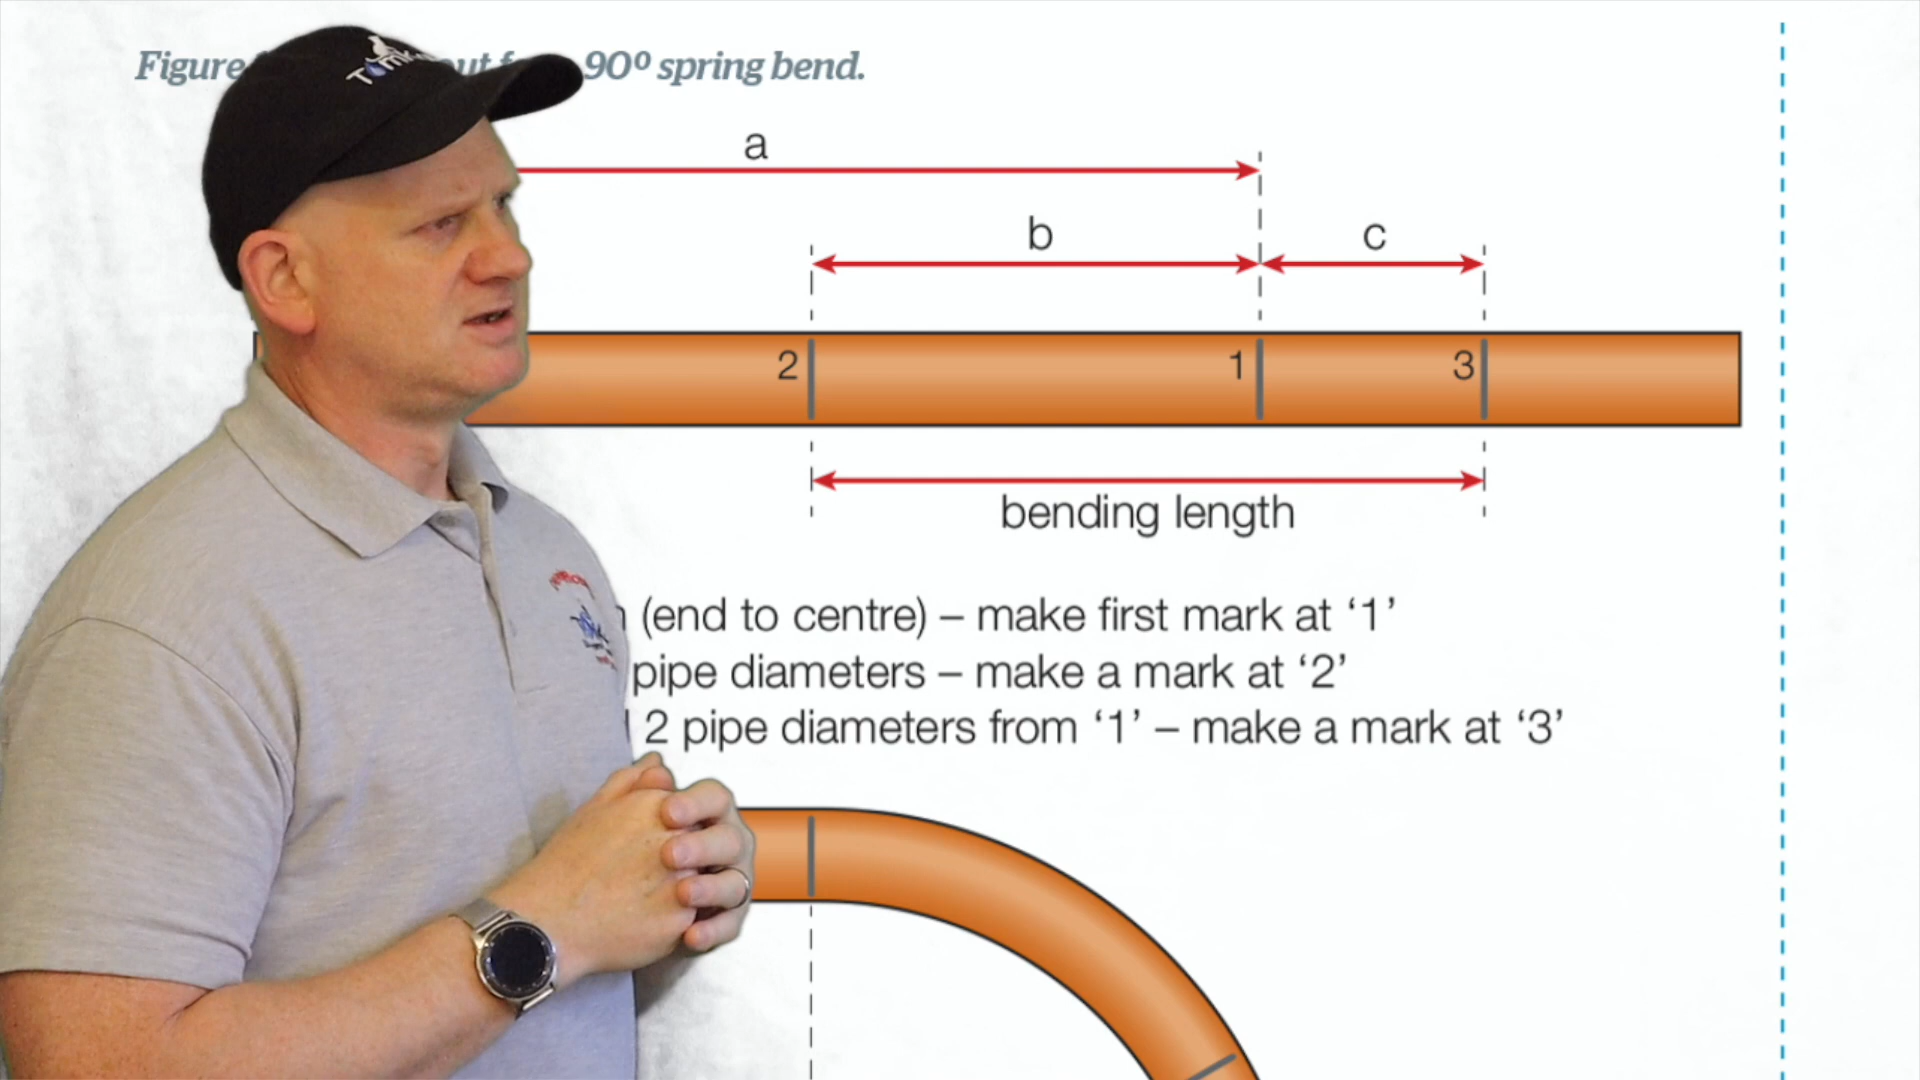 Figure 90º spring bend.
a
b c
2 1 3
bending length
(end to centre) – make first mark at ‘1’
pipe diameters – make a mark at ‘2’
2 pipe diameters from ‘1’ – make a mark at ‘3’